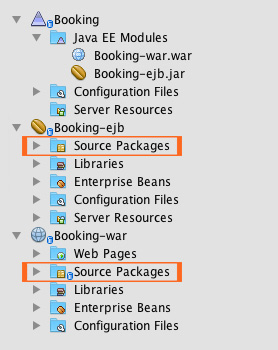 Booking
Java EE Modules
Booking-war.war
Booking-ejb.jar
Configuration Files
Server Resources
Booking-ejb
Source Packages
Libraries
Enterprise Beans
Configuration Files
Server Resources
Booking-war
Web Pages
Source Packages
Libraries
Enterprise Beans
Configuration Files